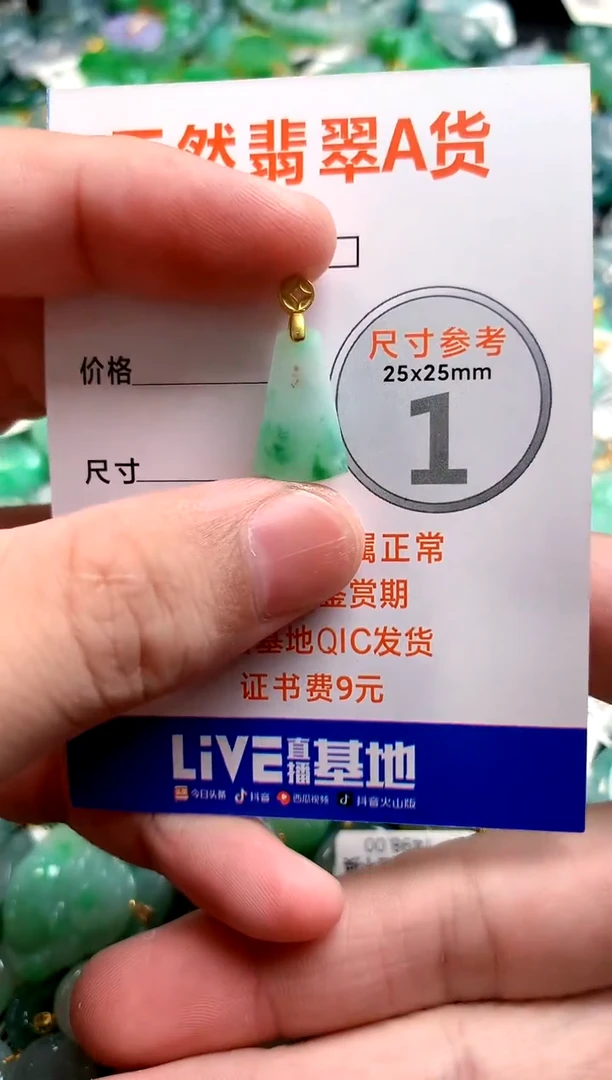 然翡翠A货
价格
尺寸参考
25x25mm
1
尺寸
属正常
鉴赏期
基地QIC发货
证书费9元
LiVE直播基地
今日头条 抖音 西瓜视频 抖音火山版